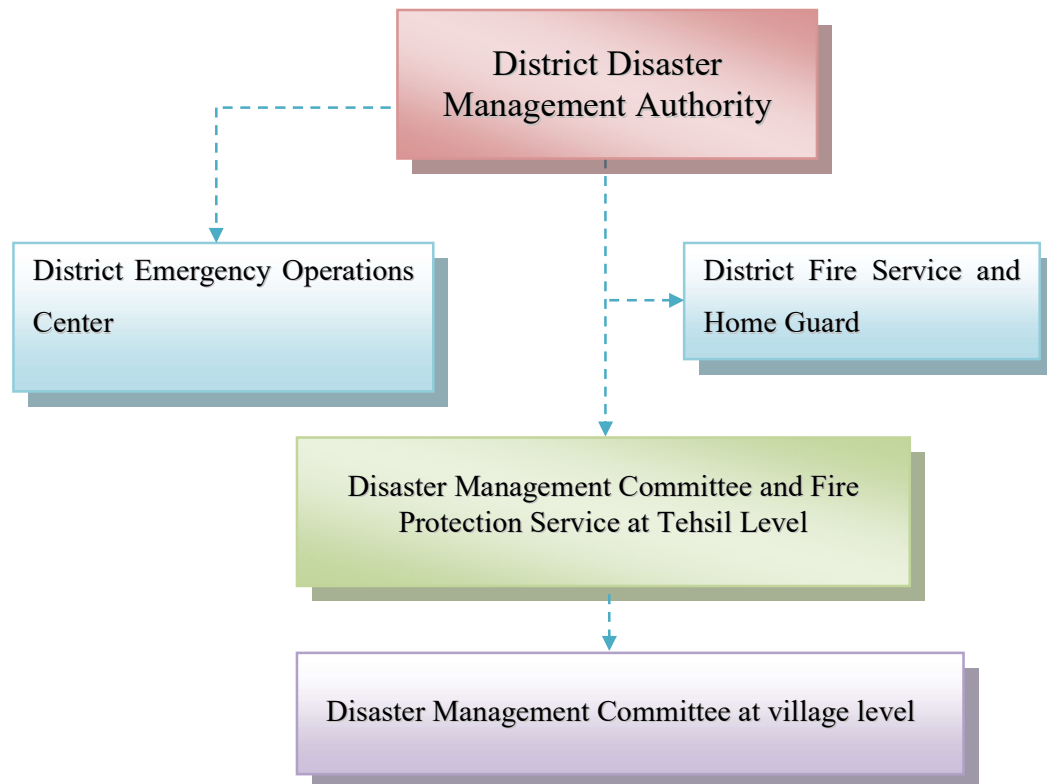 District Disaster
Management Authority
District Emergency Operations
Center
District Fire Service and
Home Guard
Disaster Management Committee and Fire
Protection Service at Tehsil Level
Disaster Management Committee at village level